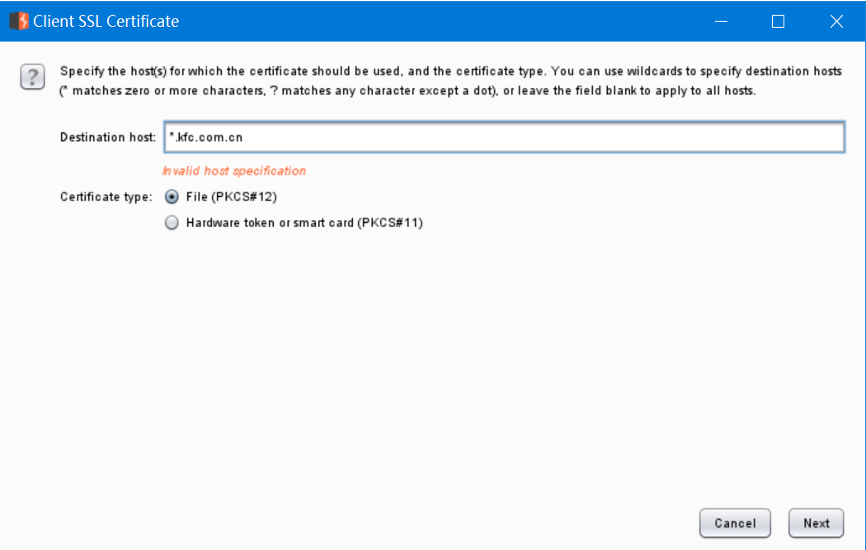 Client SSL Certificate
Specify the host(s) for which the certificate should be used, and the certificate type. You can use wildcards to specify destination hosts
(* matches zero or more characters, ? matches any character except a dot), or leave the field blank to apply to all hosts.
Destination host: *.kfc.com.cn
Invalid host specification
Certificate type: File (PKCS#12)
Hardware token or smart card (PKCS#11)
Cancel Next